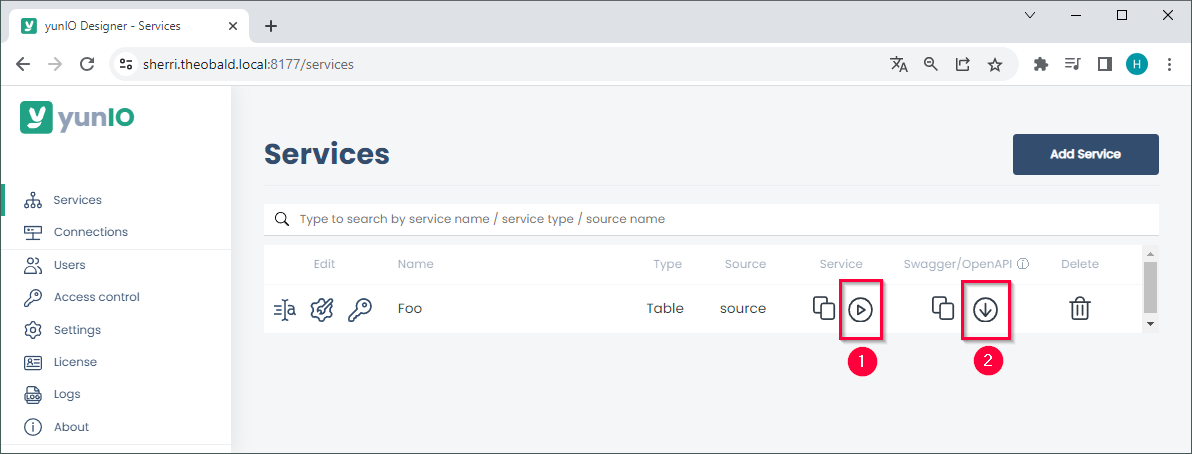 yunIO Designer - Services
sherri.theobald.local:8177/services
H
yunIO
Services
Add Service
Services
Connections
Users
Access control
Settings
License
Logs
About
Type to search by service name / service type / source name
Edit Name Type Source Service Swagger/OpenAPI Delete
Foo Table source
1 2